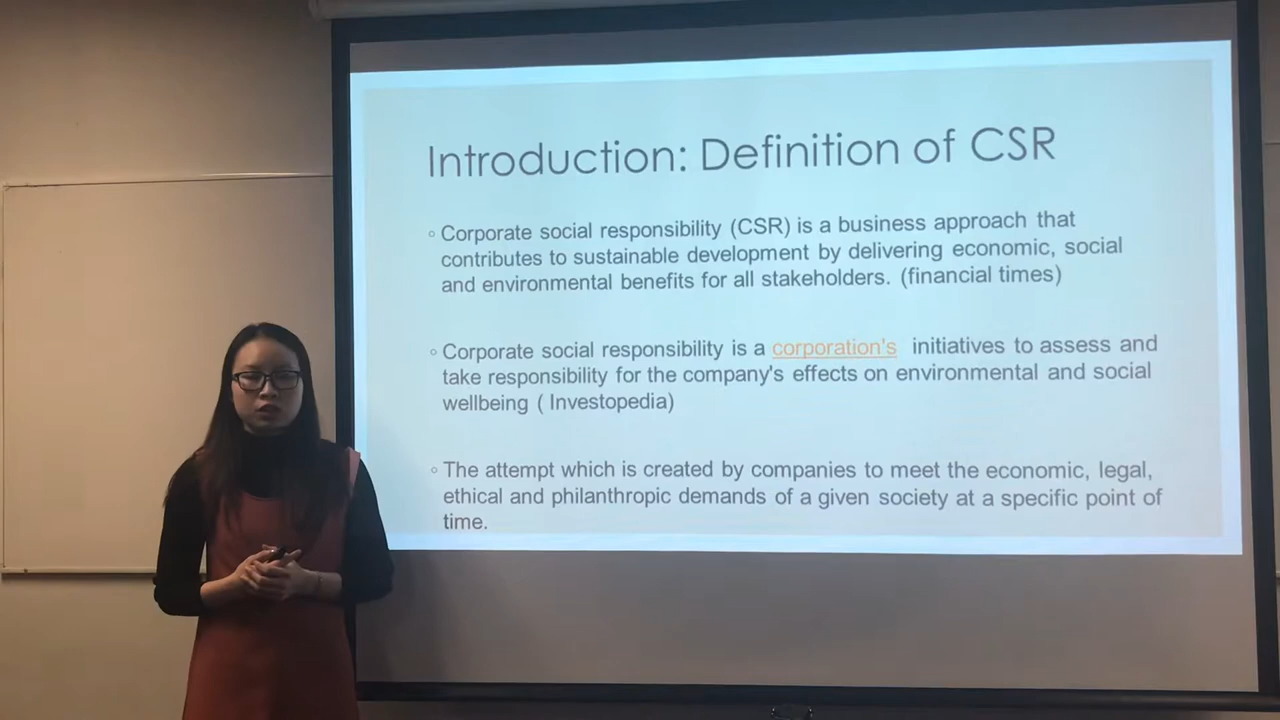 Introduction: Definition of CSR
◦ Corporate social responsibility (CSR) is a business approach that
contributes to sustainable development by delivering economic, social
and environmental benefits for all stakeholders. (financial times)
◦ Corporate social responsibility is a corporation's initiatives to assess and
take responsibility for the company's effects on environmental and social
wellbeing ( Investopedia)
◦ The attempt which is created by companies to meet the economic, legal,
ethical and philanthropic demands of a given society at a specific point of
time.